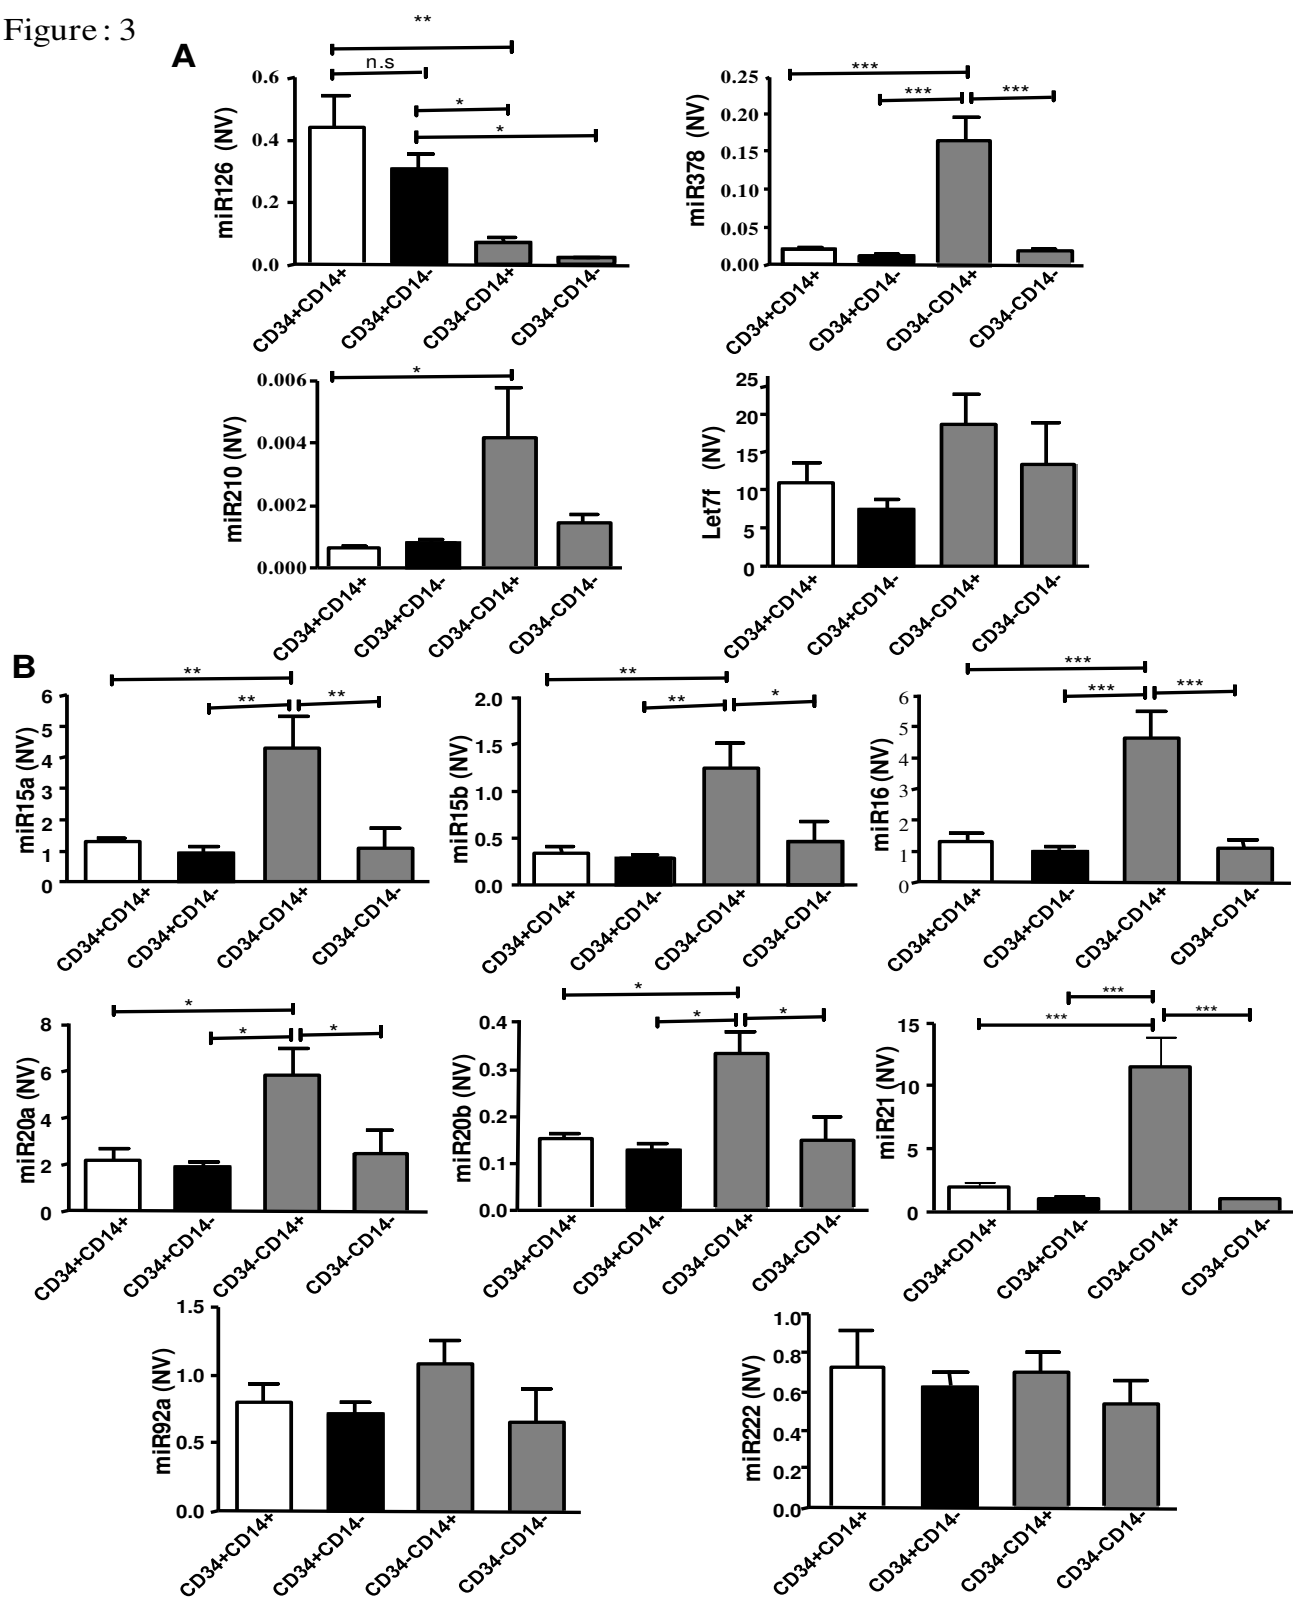 Figure : 3
A
**
n.s
*
*
0.6
0.4
0.2
0.0
miR126 (NV)
CD34+CD14+
CD34+CD14-
CD34-CD14+
CD34-CD14-
***
***
***
0.25
0.20
0.15
0.10
0.05
0.00
miR378 (NV)
CD34+CD14+
CD34+CD14-
CD34-CD14+
CD34-CD14-
*
0.006
0.004
0.002
0.000
miR210 (NV)
CD34+CD14+
CD34+CD14-
CD34-CD14+
CD34-CD14-
25
20
15
10
5
0
Let7f (NV)
CD34+CD14+
CD34+CD14-
CD34-CD14+
CD34-CD14-
B
**
**
**
6
5
4
3
2
1
0
miR15a (NV)
CD34+CD14+
CD34+CD14-
CD34-CD14+
CD34-CD14-
**
**
*
2.0
1.5
1.0
0.5
0.0
miR15b (NV)
CD34+CD14+
CD34+CD14-
CD34-CD14+
CD34-CD14-
***
***
***
6
5
4
3
2
1
0
miR16 (NV)
CD34+CD14+
CD34+CD14-
CD34-CD14+
CD34-CD14-
*
*
*
8
6
4
2
0
miR20a (NV)
CD34+CD14+
CD34+CD14-
CD34-CD14+
CD34-CD14-
*
*
*
0.4
0.3
0.2
0.1
0.0
miR20b (NV)
CD34+CD14+
CD34+CD14-
CD34-CD14+
CD34-CD14-
***
***
***
15
10
5
0
miR21 (NV)
CD34+CD14+
CD34+CD14-
CD34-CD14+
CD34-CD14-
1.5
1.0
0.5
0.0
miR92a (NV)
CD34+CD14+
CD34+CD14-
CD34-CD14+
CD34-CD14-
1.0
0.8
0.6
0.4
0.2
0.0
miR222 (NV)
CD34+CD14+
CD34+CD14-
CD34-CD14+
CD34-CD14-